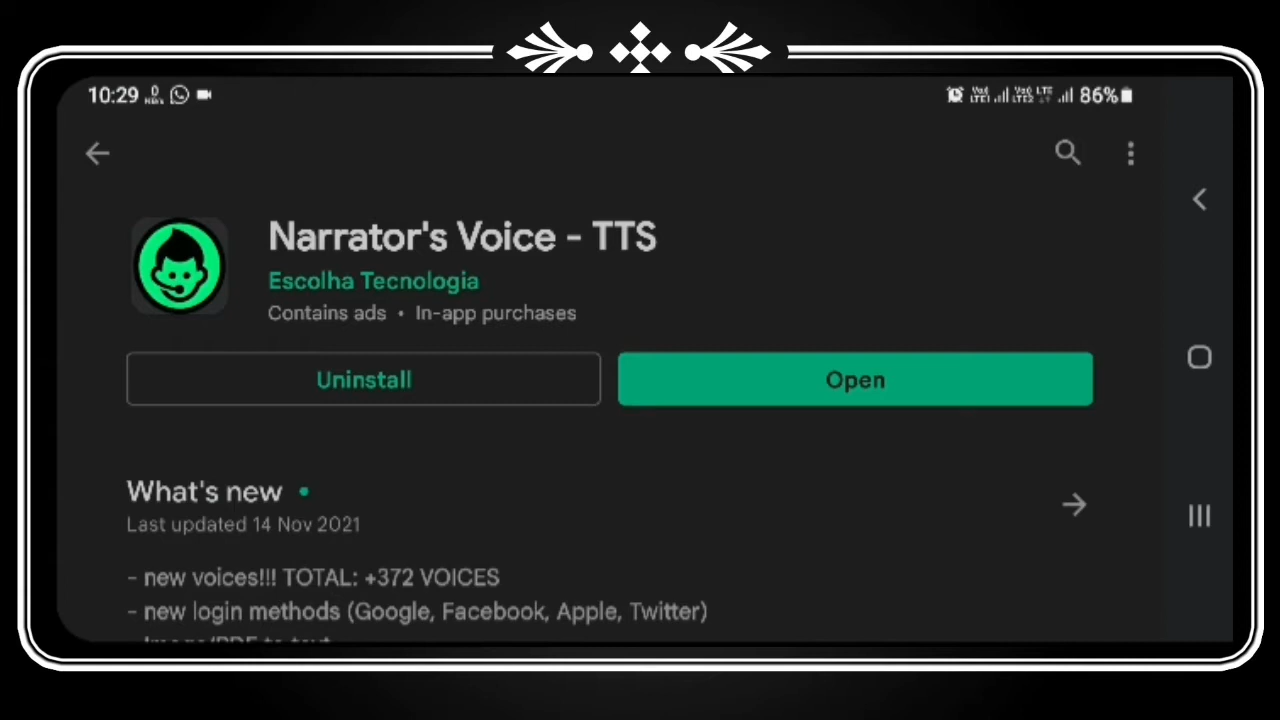 10:29
86%
Narrator's Voice - TTS
Escolha Tecnologia
Contains ads • In-app purchases
Uninstall
Open
What's new
Last updated 14 Nov 2021
- new voices!!! TOTAL: +372 VOICES
- new login methods (Google, Facebook, Apple, Twitter)